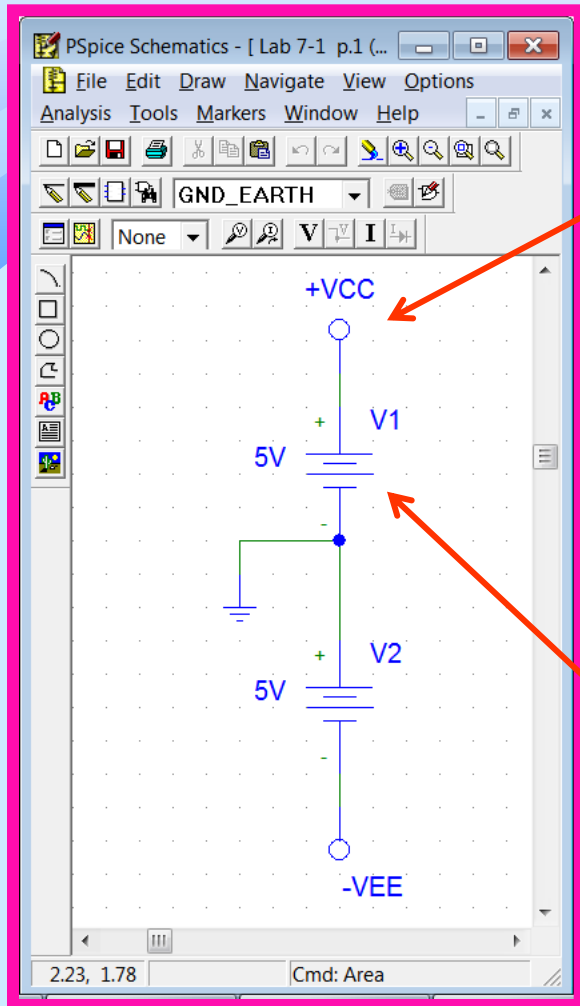 PSpice Schematics - [ Lab 7-1 p.1 (...
File Edit Draw Navigate View Options
Analysis Tools Markers Window Help
GND_EARTH
None V V I I
ABC
+VCC
+ V1
5V
-
+ V2
5V
-
-VEE
2.23, 1.78 Cmd: Area